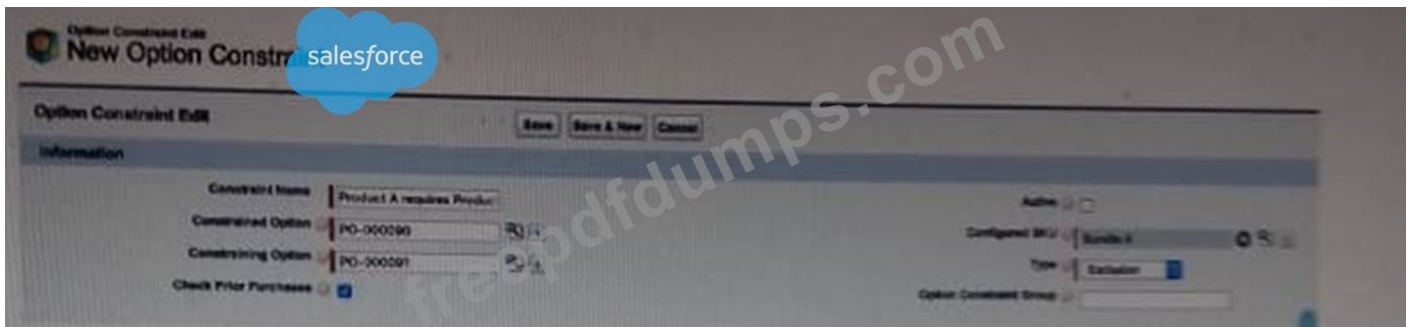 Option Constraint Edit
New Option Constr
salesforce
Option Constraint Edit
Save
Save & New
Cancel
Information
Constraint Name
Product A requires Produc
Constrained Option
PO-000090
Constraining Option
PO-000091
Check Prior Purchases
Active
Configured SKU
Bundle
Type
Exclusion
Option Constraint Group
freepdfdumps.com